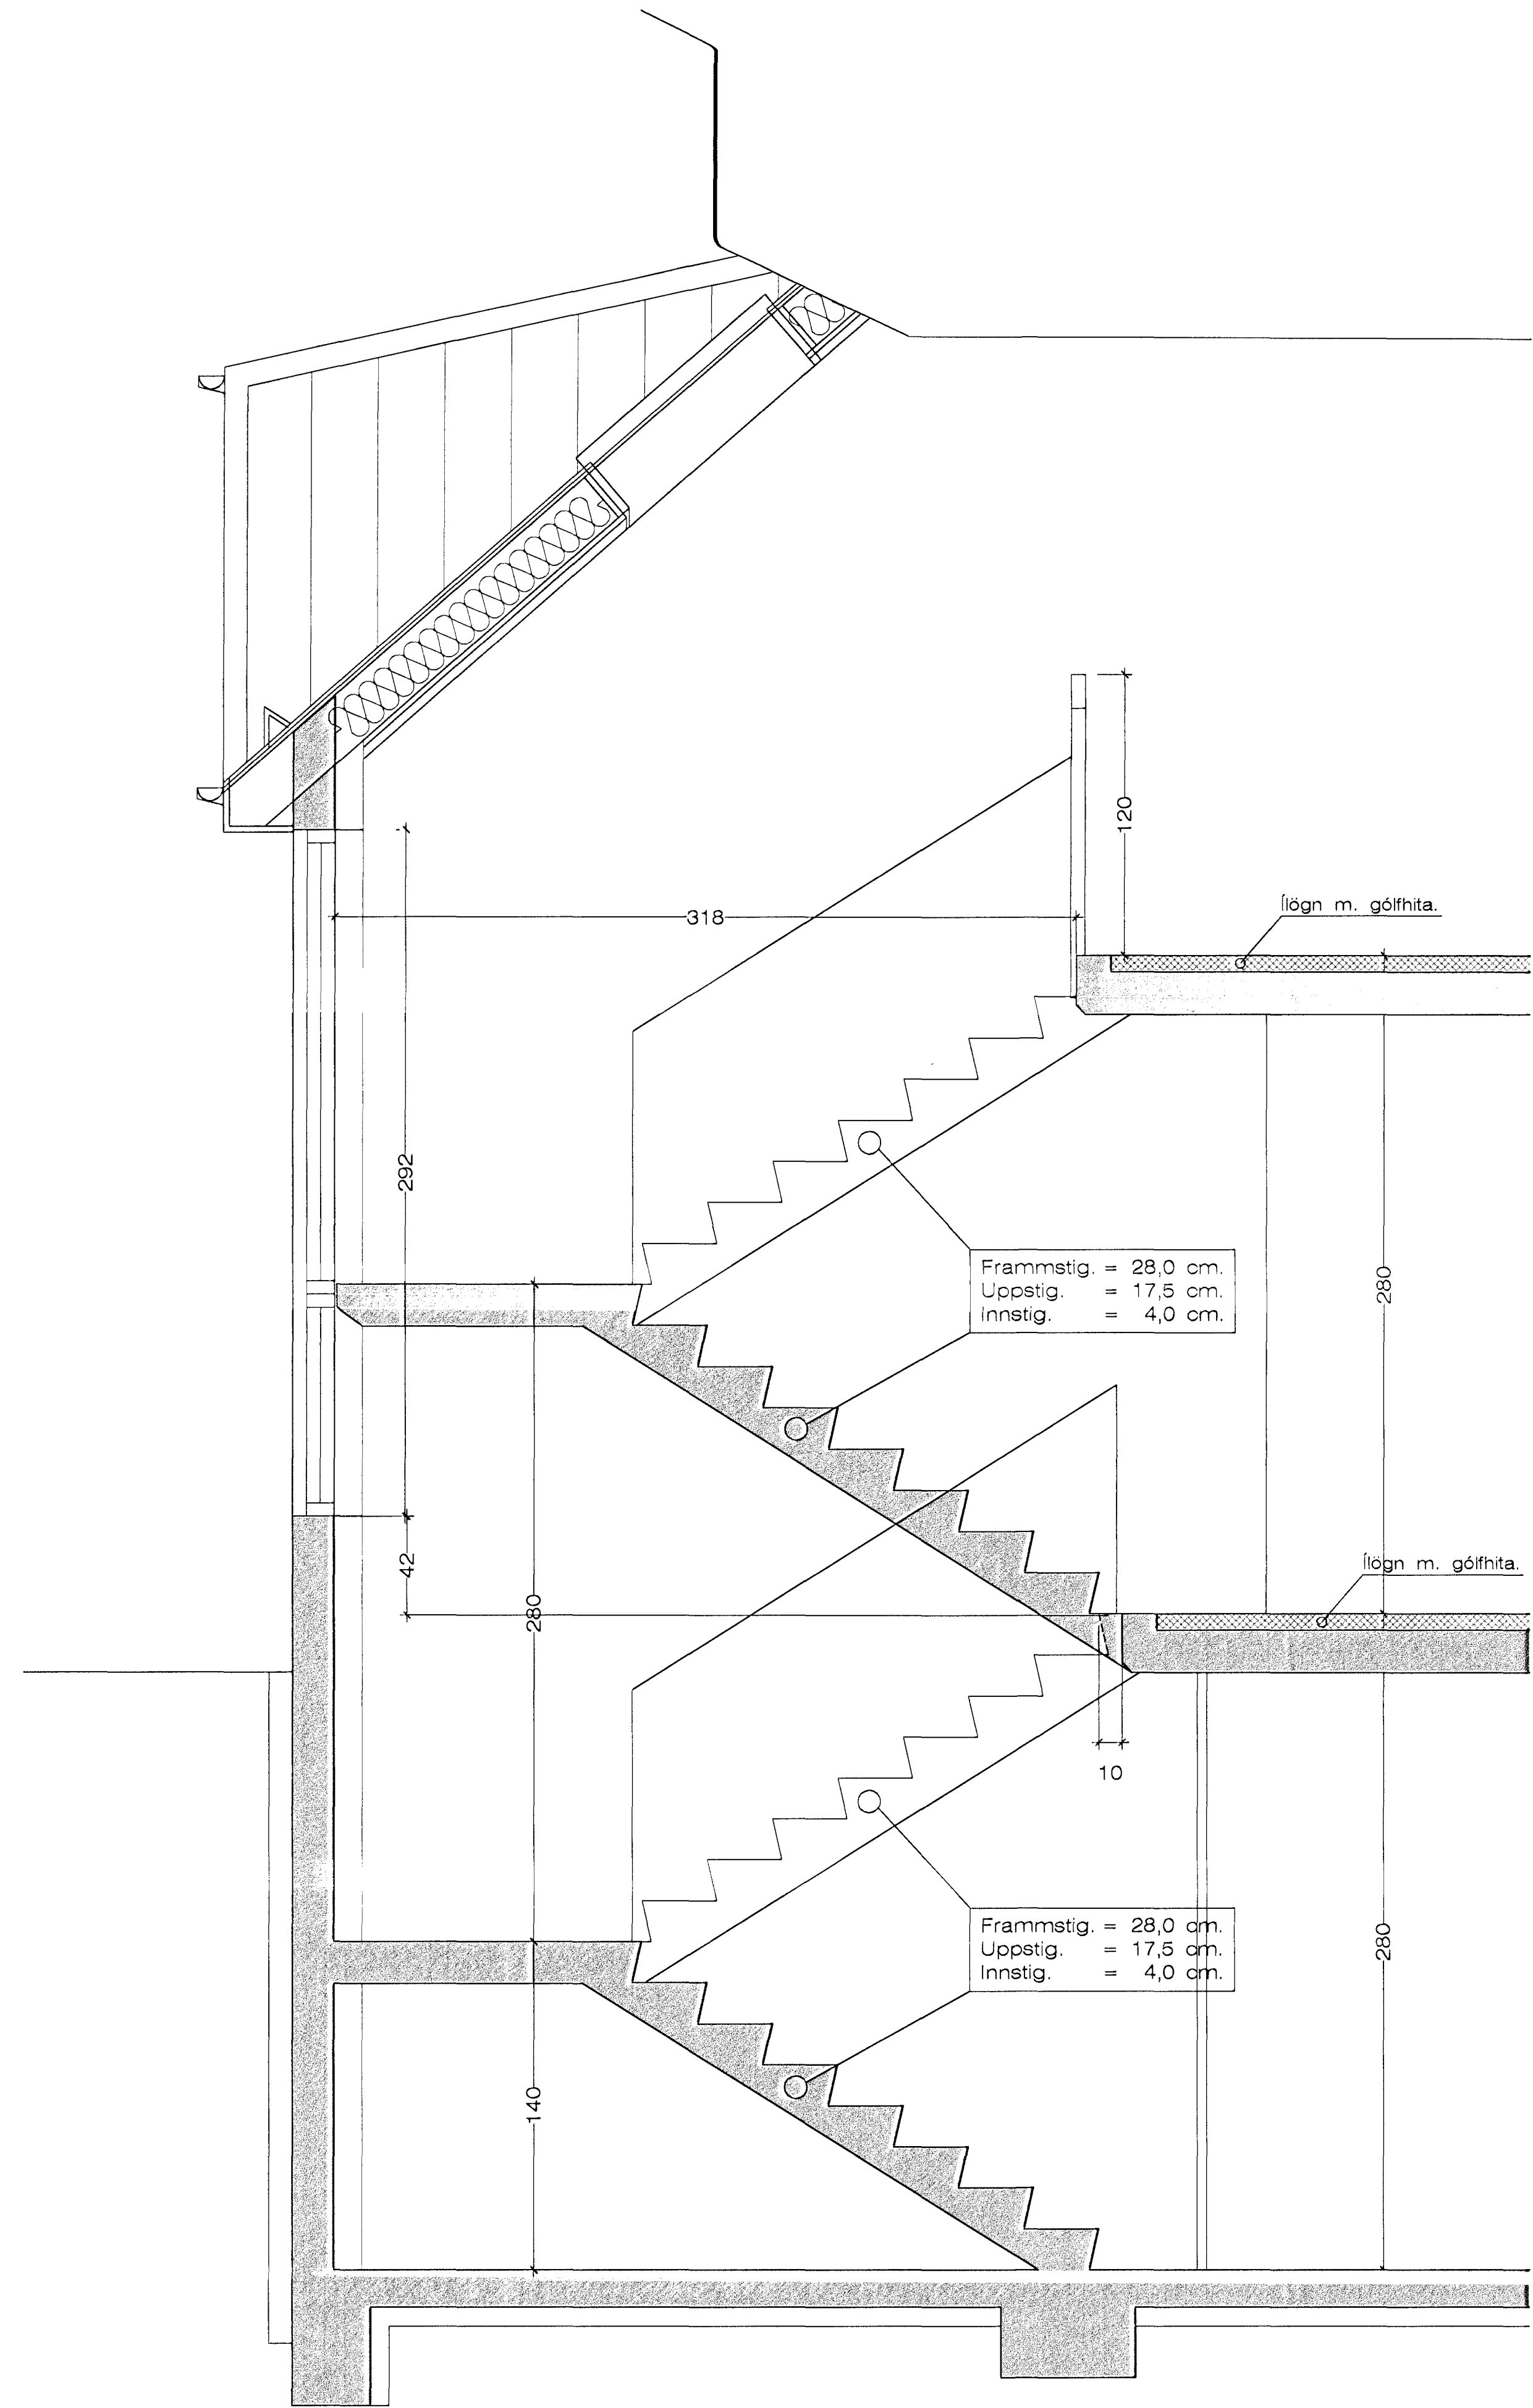 120
318
Ílögn m. gólfhita.
292
Frammstig. = 28,0 cm.
Uppstig. = 17,5 cm.
Innstig. = 4,0 cm.
280
42
280
Ílögn m. gólfhita.
10
Frammstig. = 28,0 cm.
Uppstig. = 17,5 cm.
Innstig. = 4,0 cm.
280
140